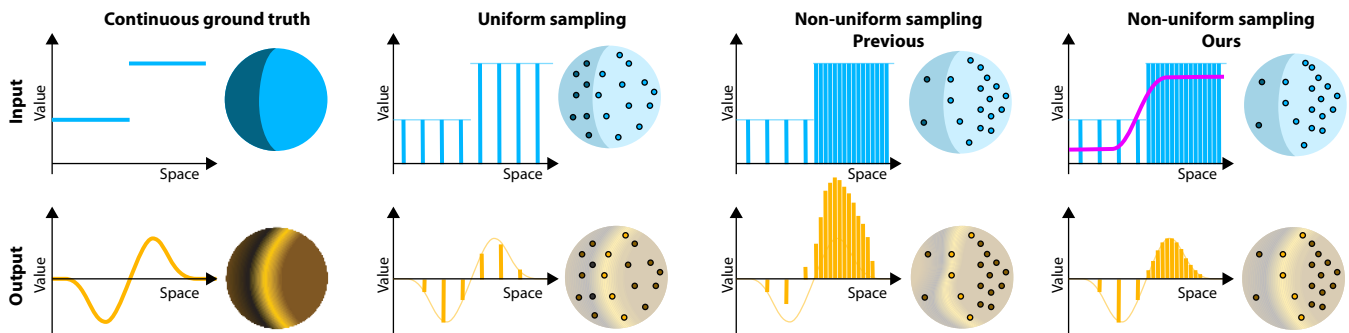 Continuous ground truth
Uniform sampling
Non-uniform sampling
Previous
Non-uniform sampling
Ours
Input
Value
Space
Value
Space
Value
Space
Value
Space
Output
Value
Space
Value
Space
Value
Space
Value
Space